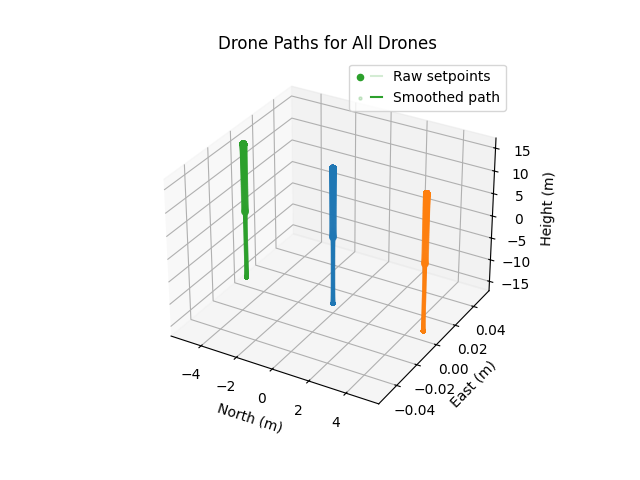 Drone Paths for All Drones
Raw setpoints
Smoothed path
15
10
5
0
−5
−10
−15
Height (m)
0.04
0.02
0.00
−0.02
−0.04
East (m)
−4
−2
0
2
4
North (m)